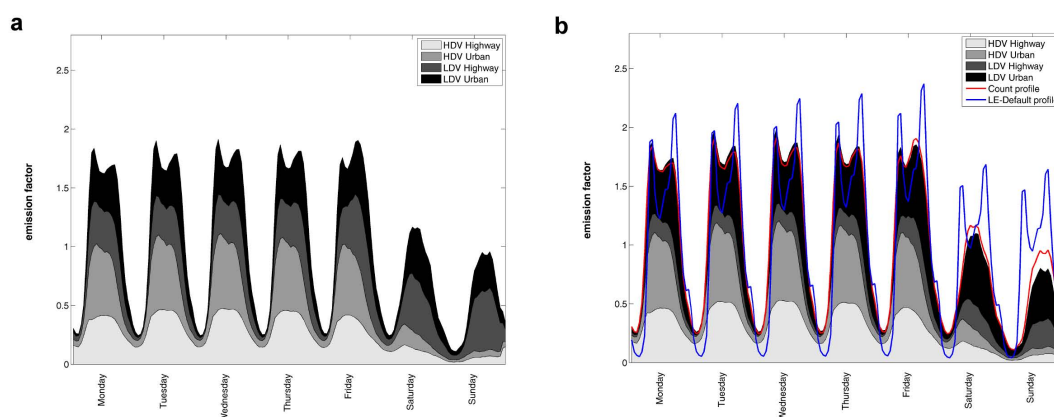 a
2.5
2
1.5
1
0.5
0
emission factor
HDV Highway
HDV Urban
LDV Highway
LDV Urban
Monday
Tuesday
Wednesday
Thursday
Friday
Saturday
Sunday
b
2.5
2
1.5
1
0.5
0
emission factor
HDV Highway
HDV Urban
LDV Highway
LDV Urban
Count profile
LE-Default profile
Monday
Tuesday
Wednesday
Thursday
Friday
Saturday
Sunday